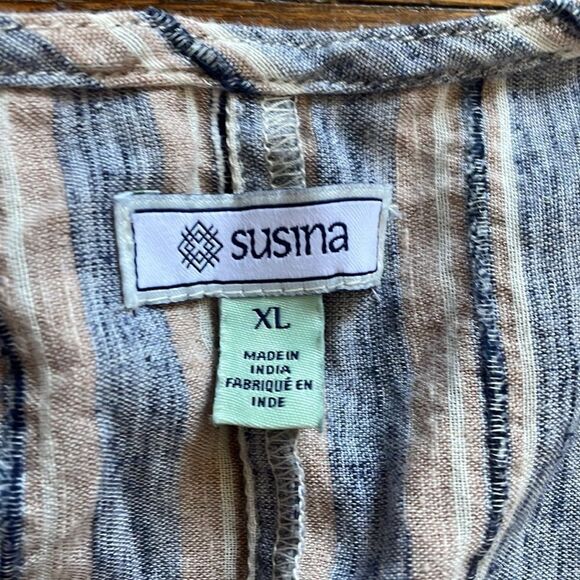 susina
XL
MADE IN
INDIA
FABRIQUÉ EN
INDE